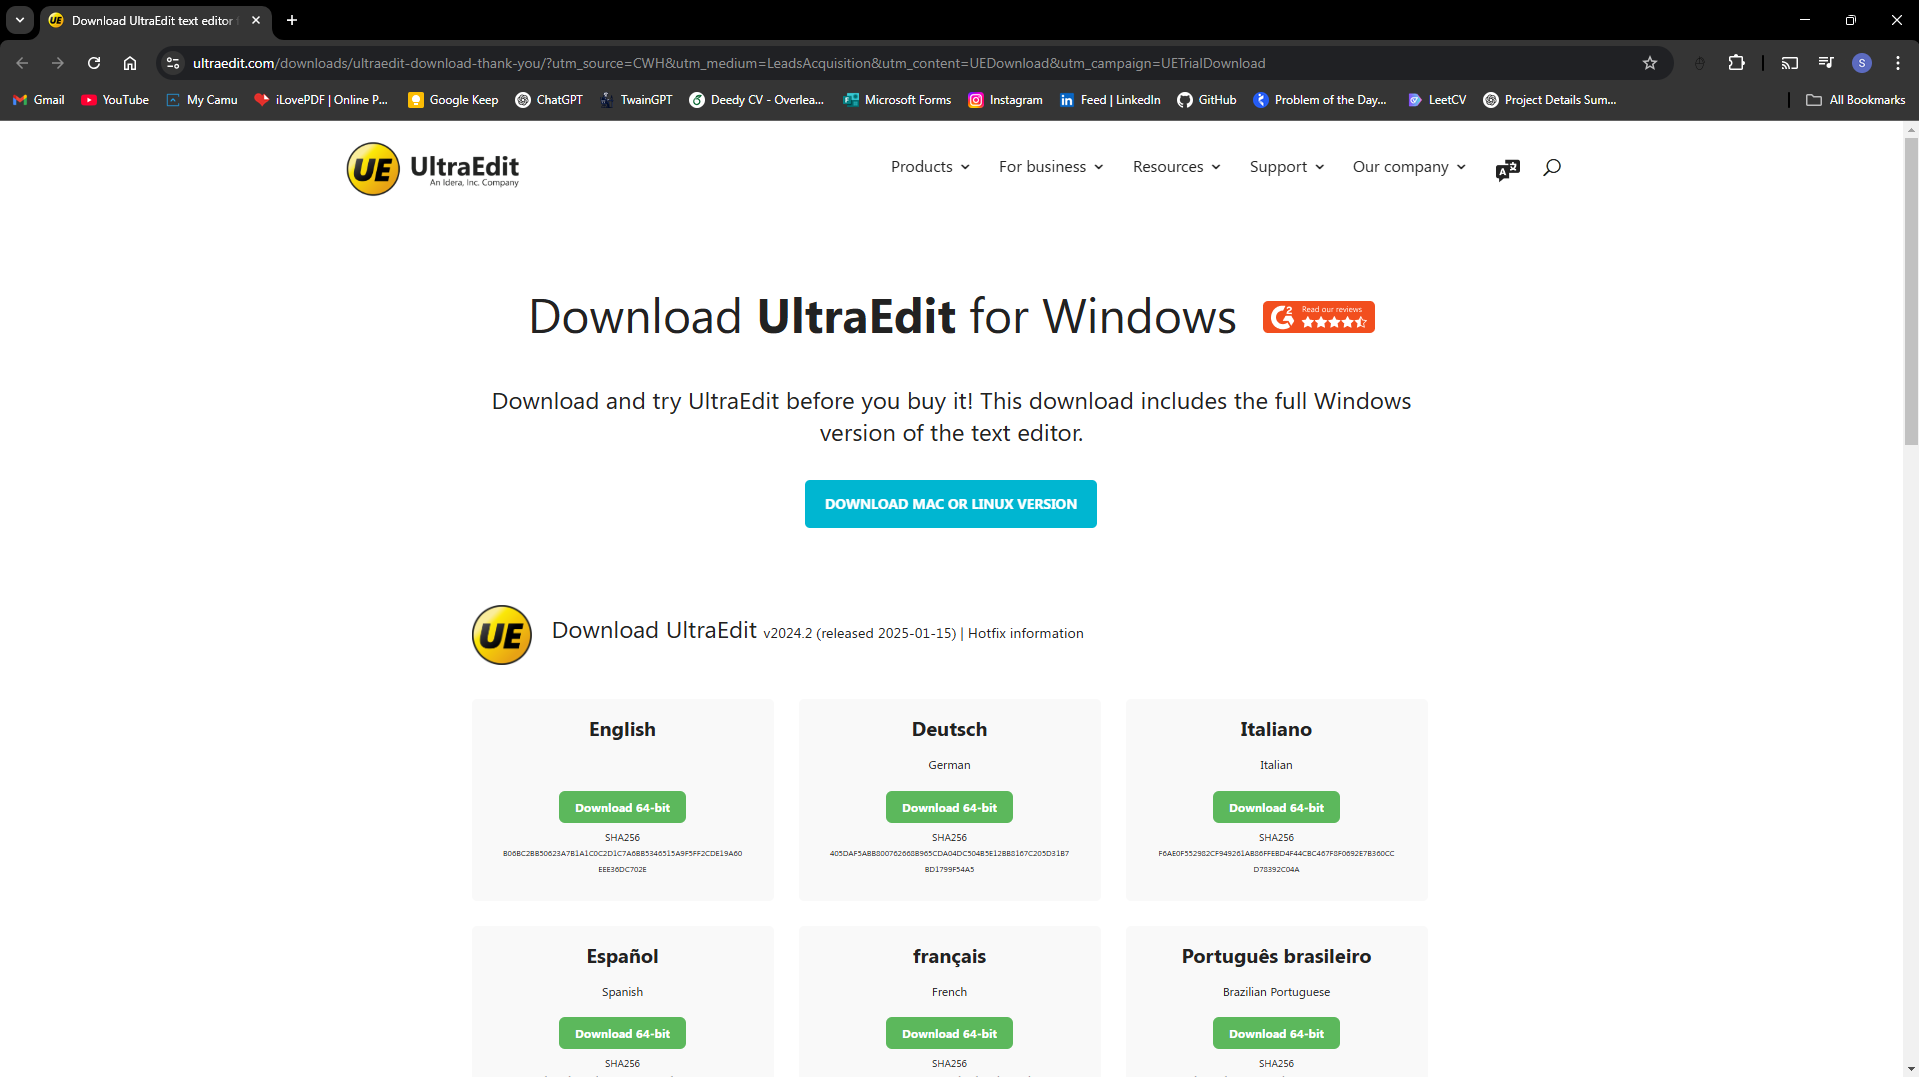 Download UltraEdit text editor
ultraedit.com/downloads/ultraedit-download-thank-you/?utm_source=CWH&utm_medium=LeadsAcquisition&utm_content=UEDownload&utm_campaign=UETrialDownload
S
Gmail YouTube My Camu iLovePDF | Online P... Google Keep ChatGPT TwainGPT Deedy CV - Overlea... Microsoft Forms Instagram Feed | LinkedIn GitHub Problem of the Day... LeetCV Project Details Sum... All Bookmarks
UE UltraEdit
An Idera, Inc. Company
Products For business Resources Support Our company
Download UltraEdit for Windows
Read our reviews
Download and try UltraEdit before you buy it! This download includes the full Windows
version of the text editor.
DOWNLOAD MAC OR LINUX VERSION
UE Download UltraEdit v2024.2 (released 2025-01-15) | Hotfix information
English
Download 64-bit
SHA256
B06BC2BB50623A7B1A1C0C2D1C7A6BB5346515A9F5FF2CDE19A60
EEE36DC702E
Deutsch
German
Download 64-bit
SHA256
405DAF5ABB800762668B965CDA04DC504B5E12BB8167C205D31B7
BD1799F54A5
Italiano
Italian
Download 64-bit
SHA256
F6AE0F552982CF949261AB86FFEBD4F44CBC467F8F0692E7B360CC
D78392C04A
Español
Spanish
Download 64-bit
SHA256
français
French
Download 64-bit
SHA256
Português brasileiro
Brazilian Portuguese
Download 64-bit
SHA256